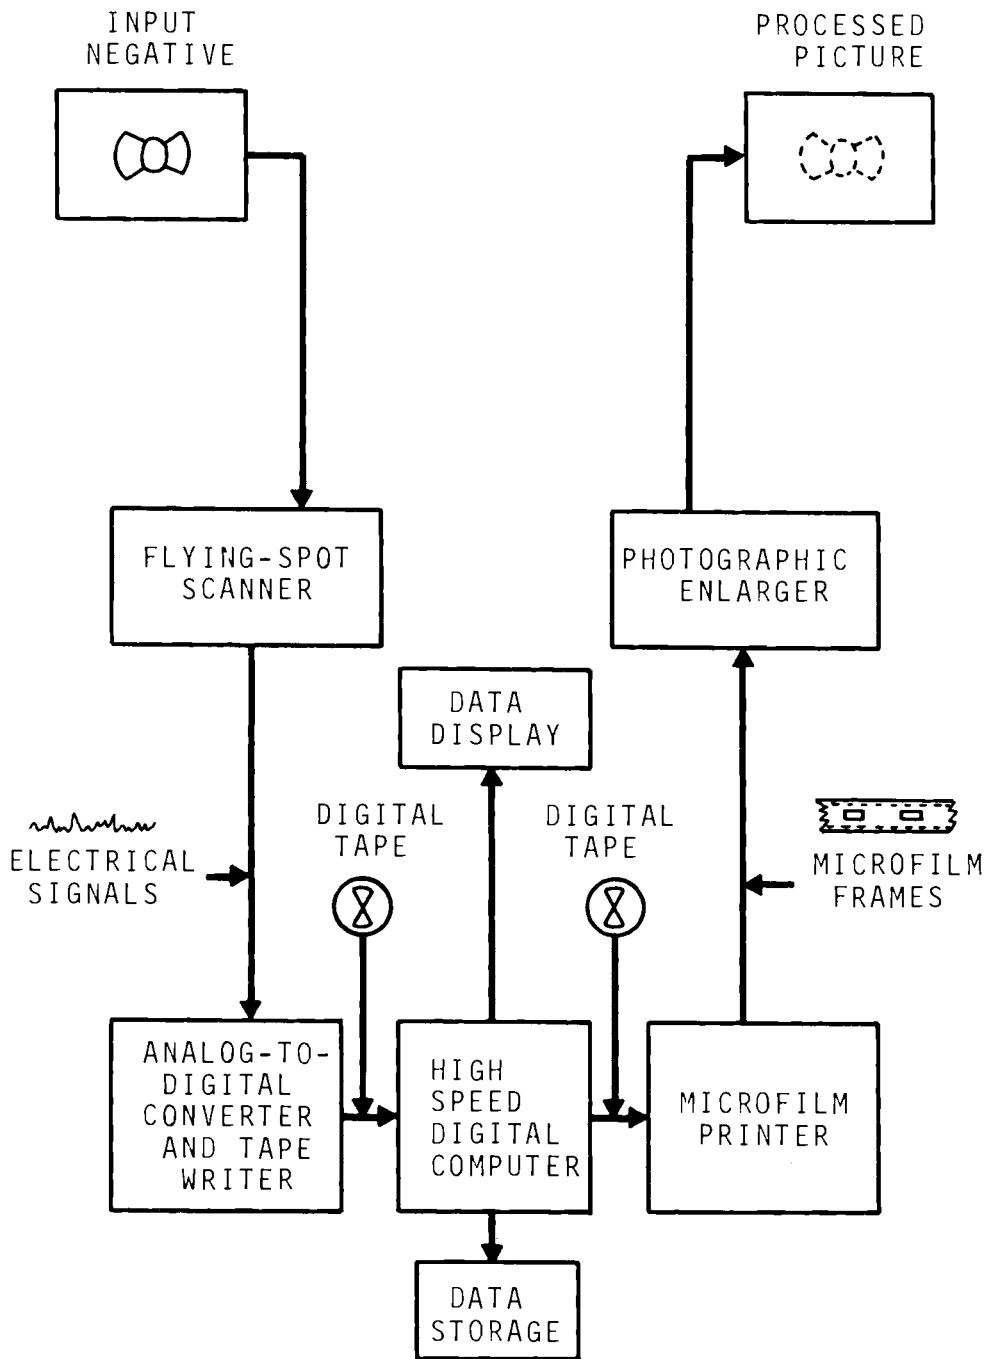 INPUT
NEGATIVE
PROCESSED
PICTURE
FLYING-SPOT
SCANNER
PHOTOGRAPHIC
ENLARGER
DATA
DISPLAY
ELECTRICAL
SIGNALS
DIGITAL
TAPE
DIGITAL
TAPE
MICROFILM
FRAMES
ANALOG-TO-
DIGITAL
CONVERTER
AND TAPE
WRITER
HIGH
SPEED
DIGITAL
COMPUTER
MICROFILM
PRINTER
DATA
STORAGE